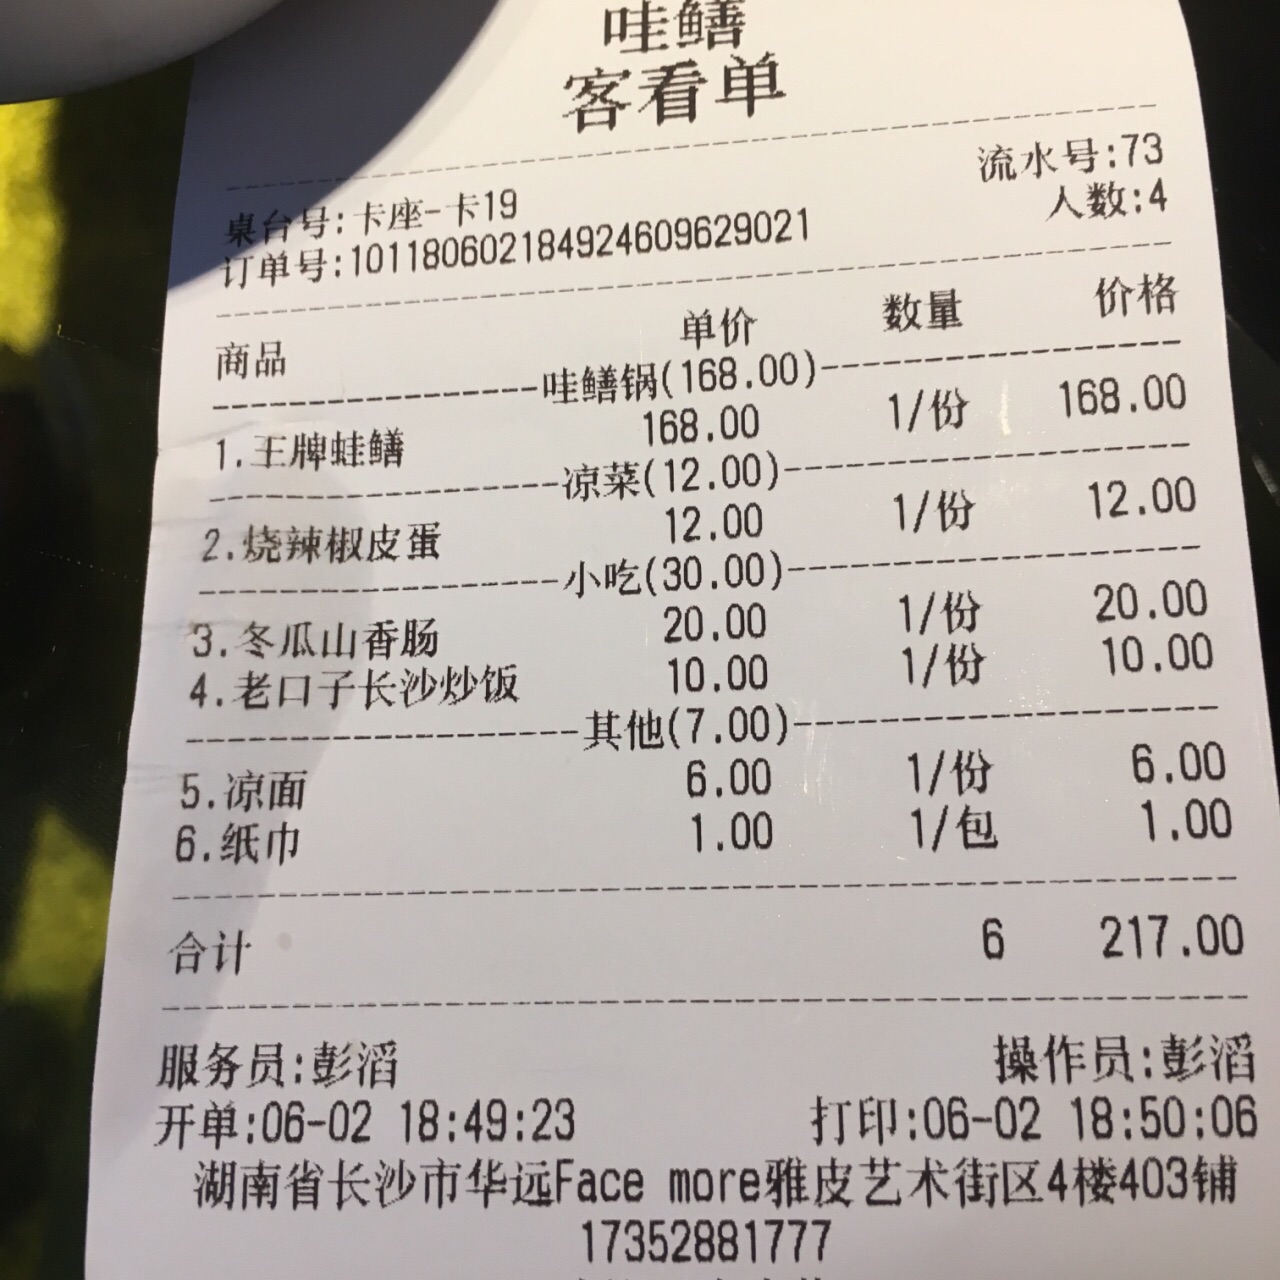 哇鳝
客看单
流水号:73
桌台号:卡座-卡19
人数:4
订单号:101180602184924609629021
商品 单价 数量 价格
哇鳝锅(168.00)
1.王牌蛙鳝 168.00 1/份 168.00
凉菜(12.00)
2.烧辣椒皮蛋 12.00 1/份 12.00
小吃(30.00)
3.冬瓜山香肠 20.00 1/份 20.00
4.老口子长沙炒饭 10.00 1/份 10.00
其他(7.00)
5.凉面 6.00 1/份 6.00
6.纸巾 1.00 1/包 1.00
合计 6 217.00
服务员:彭滔 操作员:彭滔
开单:06-02 18:49:23 打印:06-02 18:50:06
湖南省长沙市华远Face more雅皮艺术街区4楼403铺
17352881777